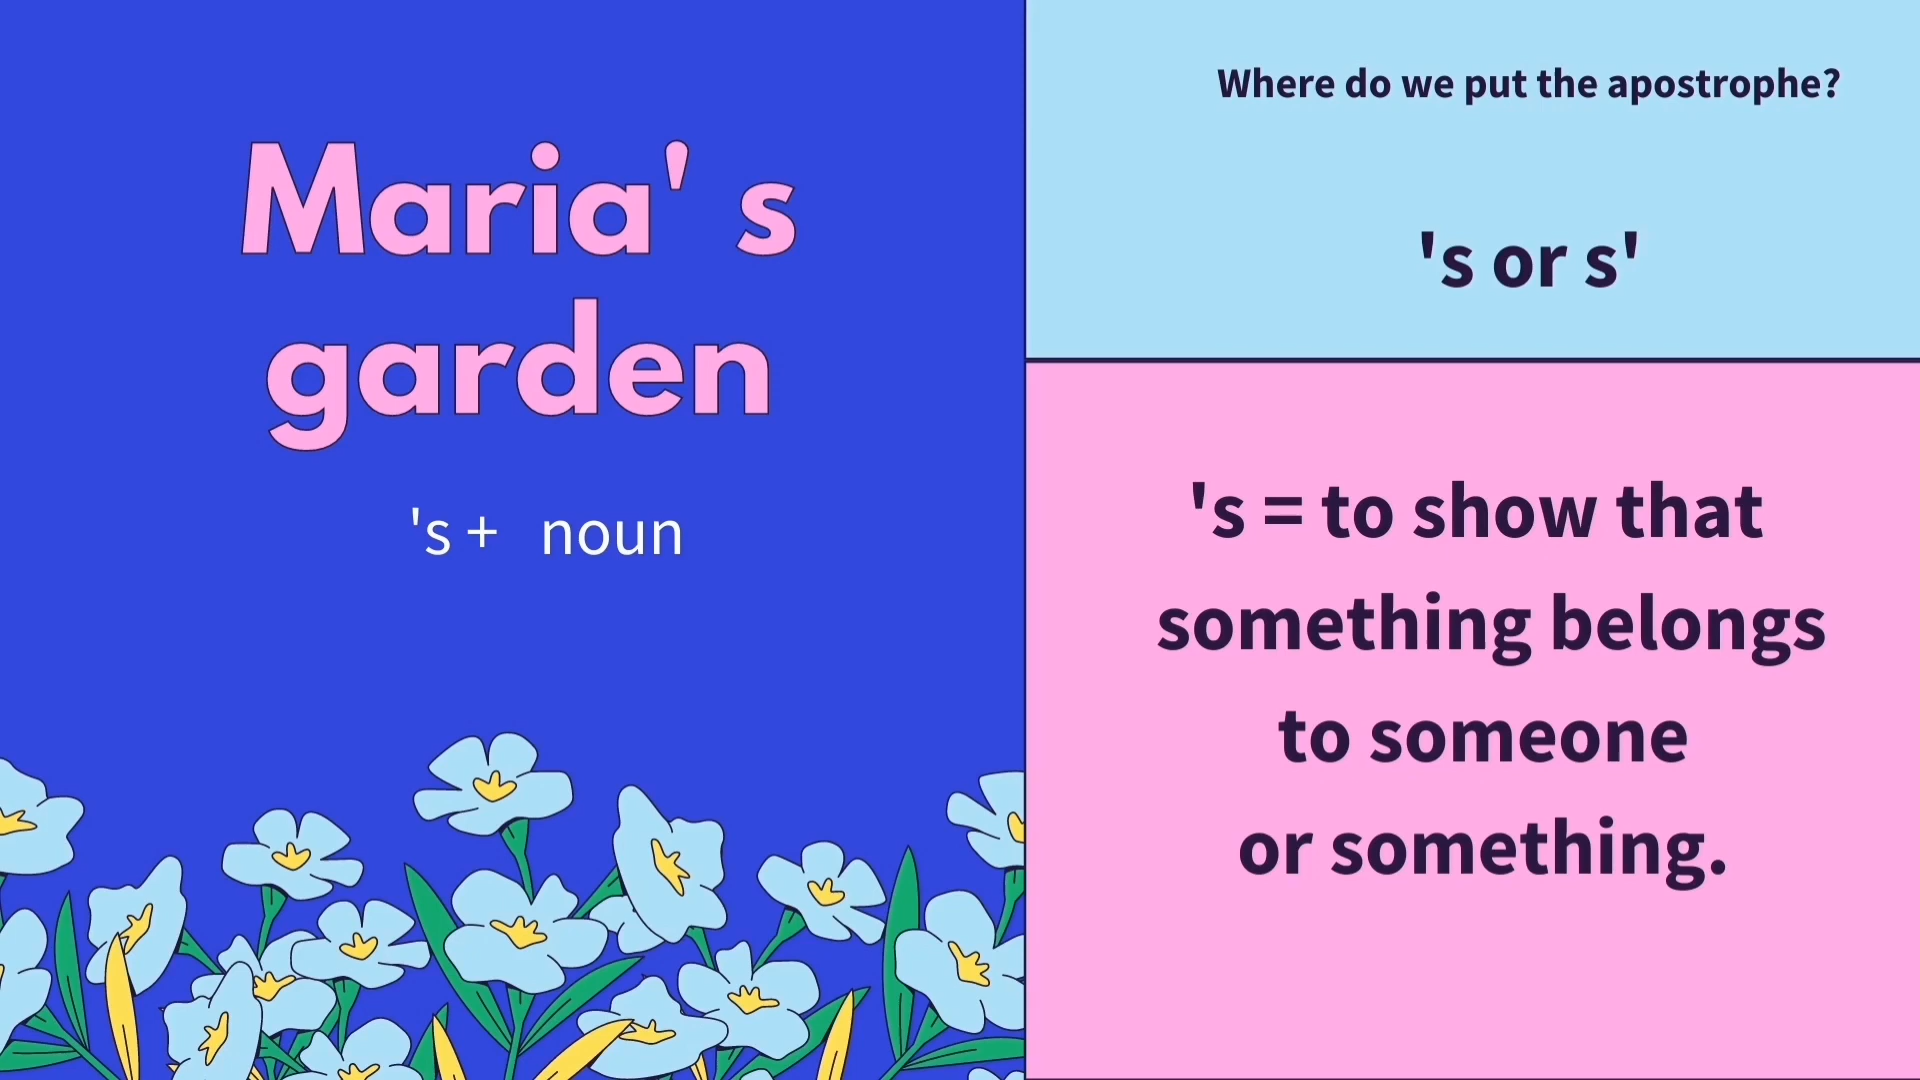 Maria' s
garden
's + noun
Where do we put the apostrophe?
's or s'
's = to show that
something belongs
to someone
or something.